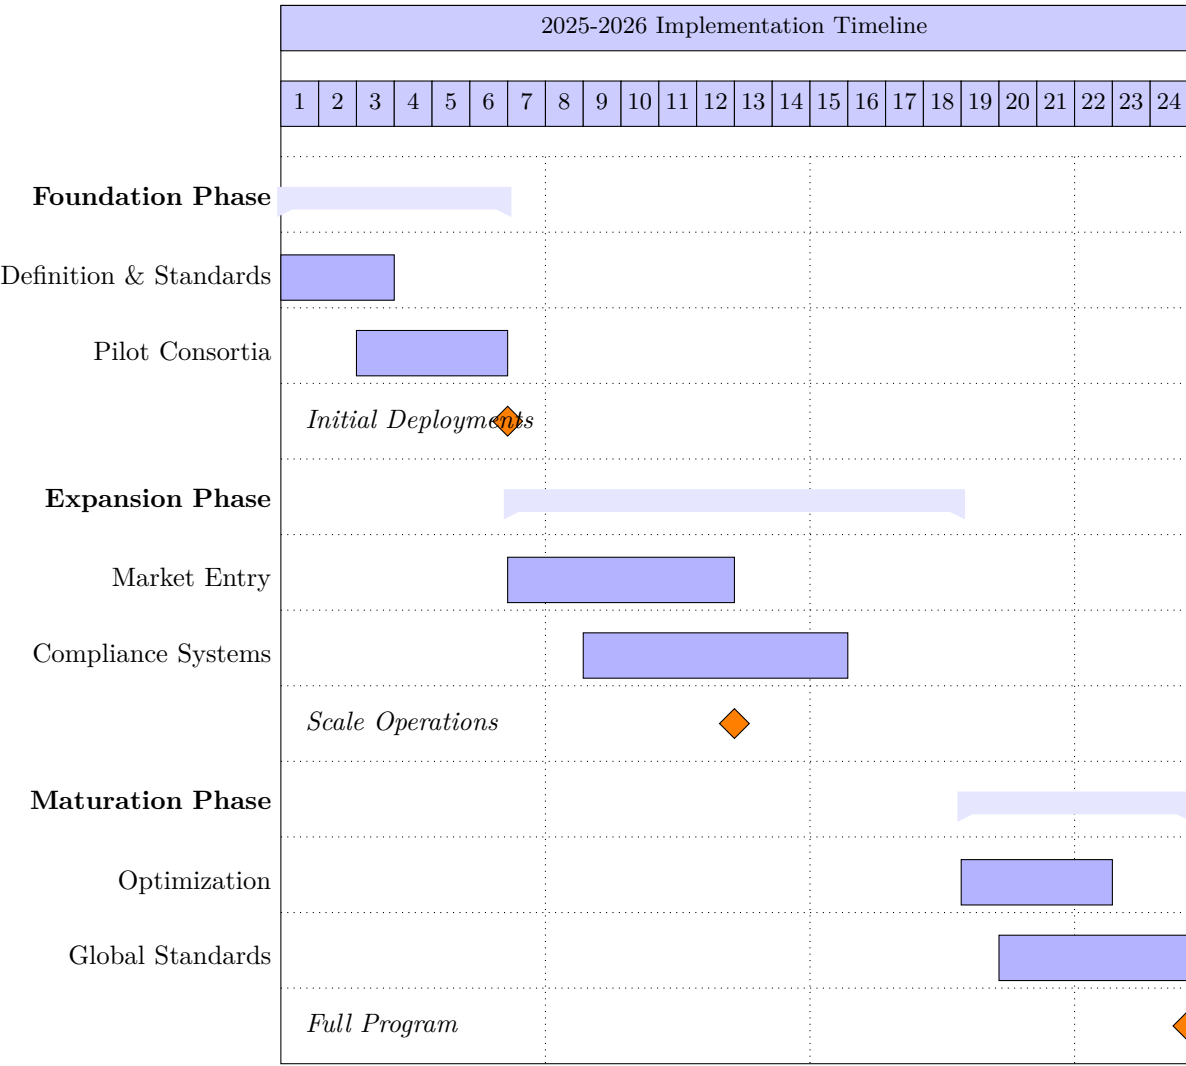 2025-2026 Implementation Timeline
1 2 3 4 5 6 7 8 9 10 11 12 13 14 15 16 17 18 19 20 21 22 23 24
Foundation Phase
Definition & Standards
Pilot Consortia
Initial Deployments
Expansion Phase
Market Entry
Compliance Systems
Scale Operations
Maturation Phase
Optimization
Global Standards
Full Program